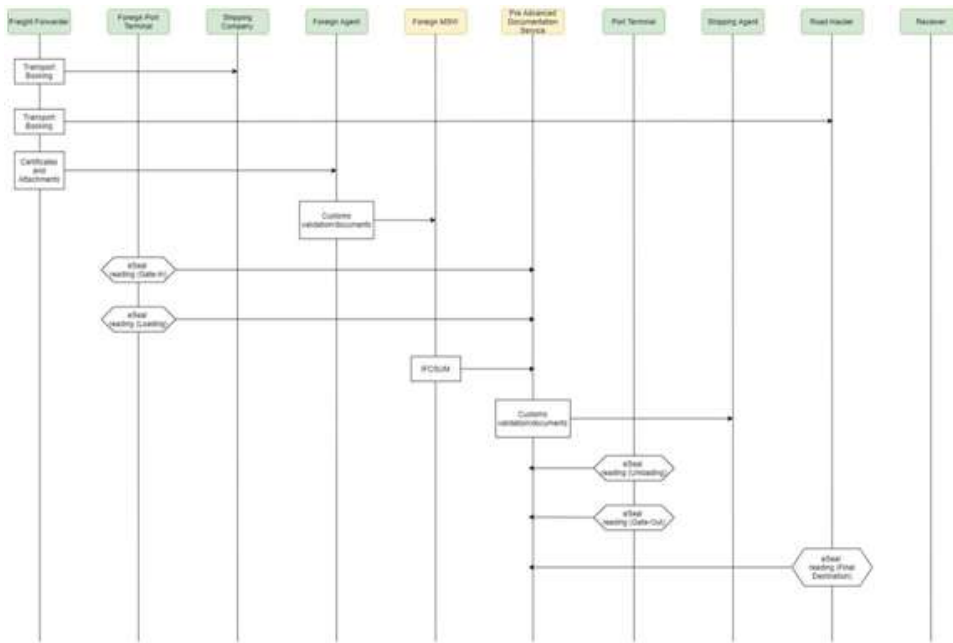 Freight Forwarder
Foreign Port
Terminal
Shipping
Company
Foreign Agent
Foreign MSW
Pre Advanced
Documentation
Service
Port Terminal
Shipping Agent
Road Haulier
Receiver
Transport
Booking
Transport
Booking
Certificates
and
Attachments
Customs
validation/documents
eSeal
reading (Gate-In)
eSeal
reading (Loading)
IFCSUM
Customs
validation/documents
eSeal
reading (Unloading)
eSeal
reading (Gate-Out)
eSeal
reading (Final
Destination)